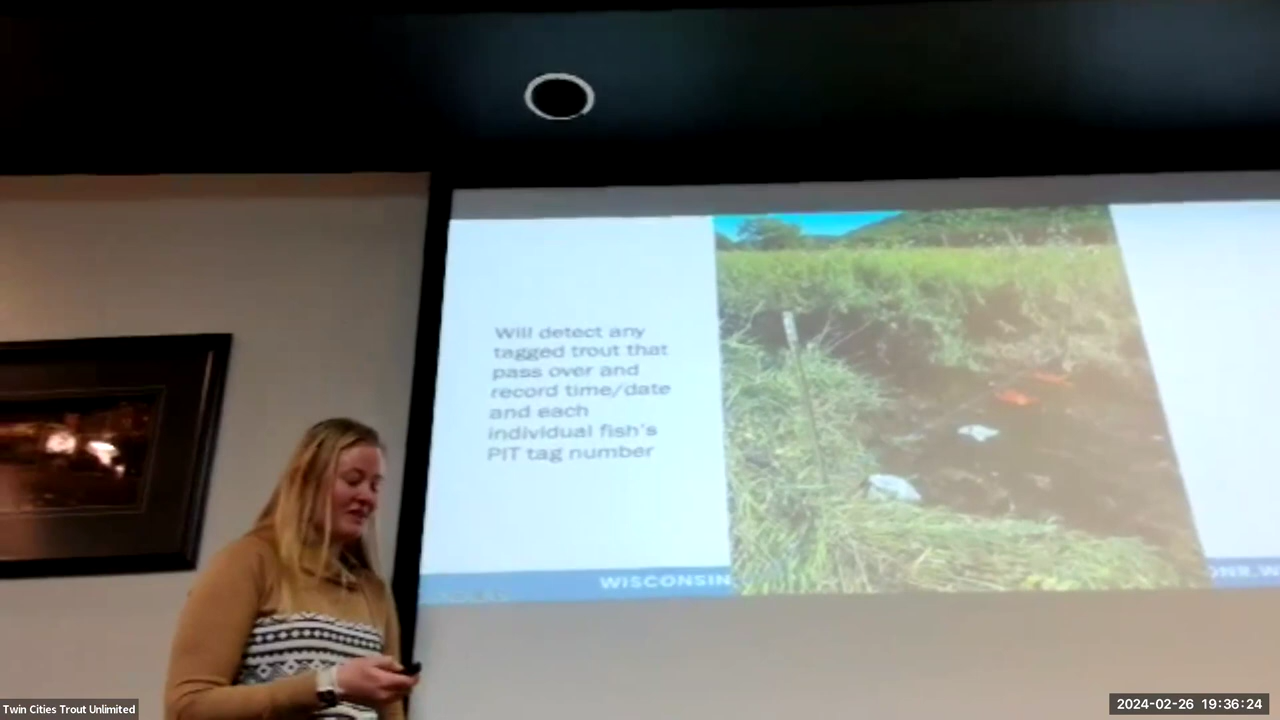 Will detect any
tagged trout that
pass over and
record time/date
and each
individual fish's
PIT tag number
WISCONSIN
DNR.W
Twin Cities Trout Unlimited
2024-02-26 19:36:24